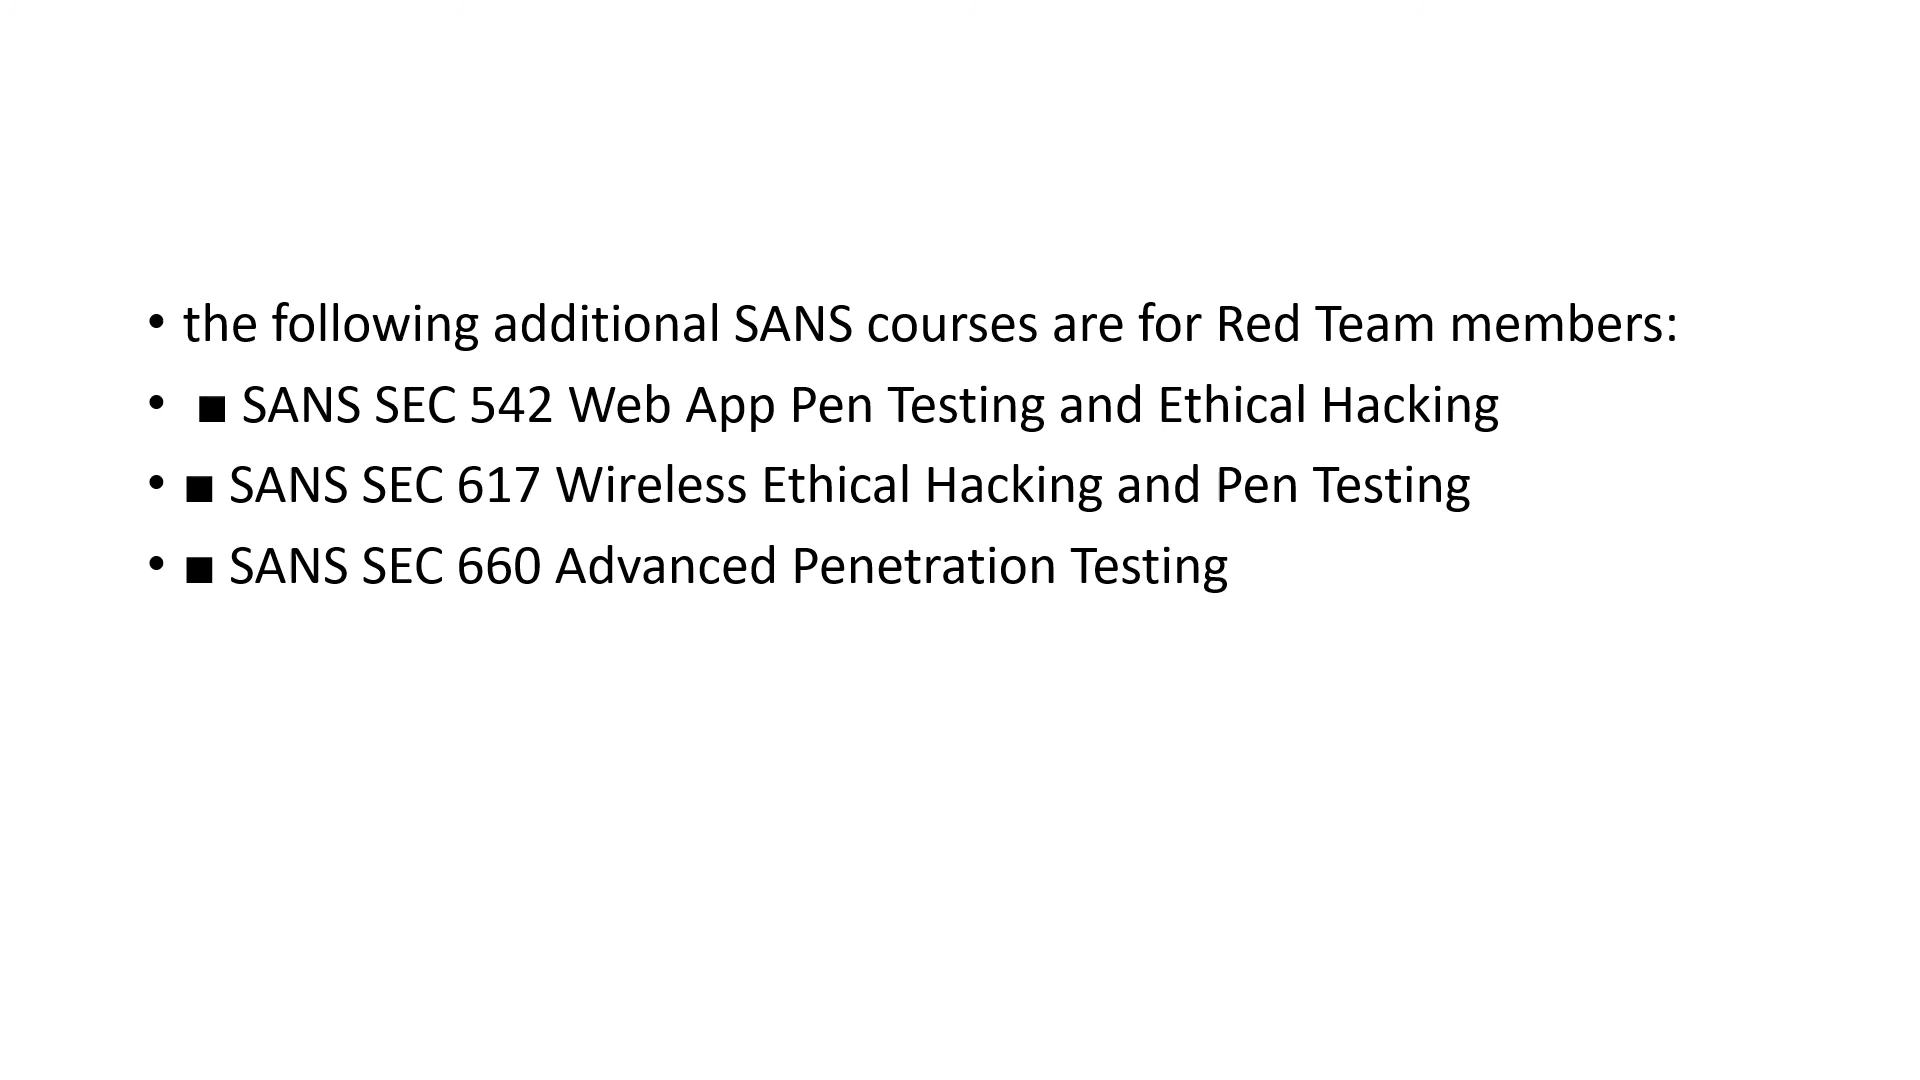 • the following additional SANS courses are for Red Team members:
• ■ SANS SEC 542 Web App Pen Testing and Ethical Hacking
• ■ SANS SEC 617 Wireless Ethical Hacking and Pen Testing
• ■ SANS SEC 660 Advanced Penetration Testing